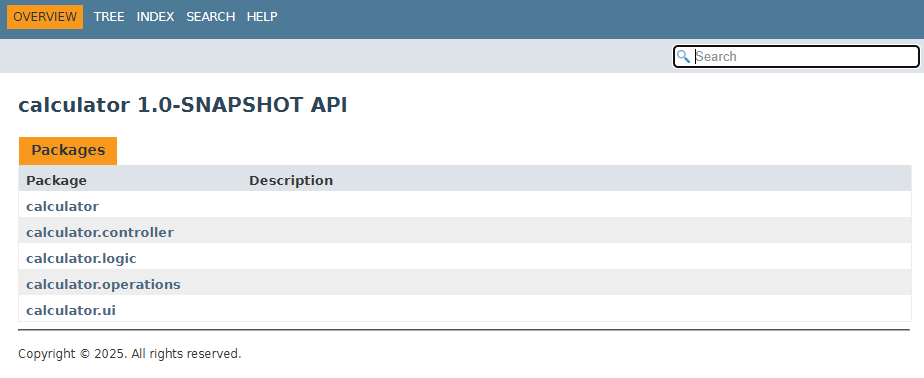 OVERVIEW TREE INDEX SEARCH HELP
Search
calculator 1.0-SNAPSHOT API
Packages
Package Description
calculator
calculator.controller
calculator.logic
calculator.operations
calculator.ui
Copyright © 2025. All rights reserved.